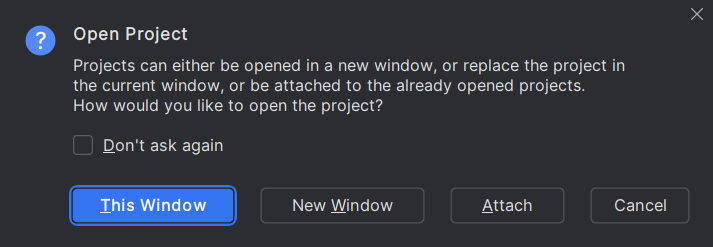 Open Project
?
Projects can either be opened in a new window, or replace the project in
the current window, or be attached to the already opened projects.
How would you like to open the project?
Don't ask again
This Window New Window Attach Cancel